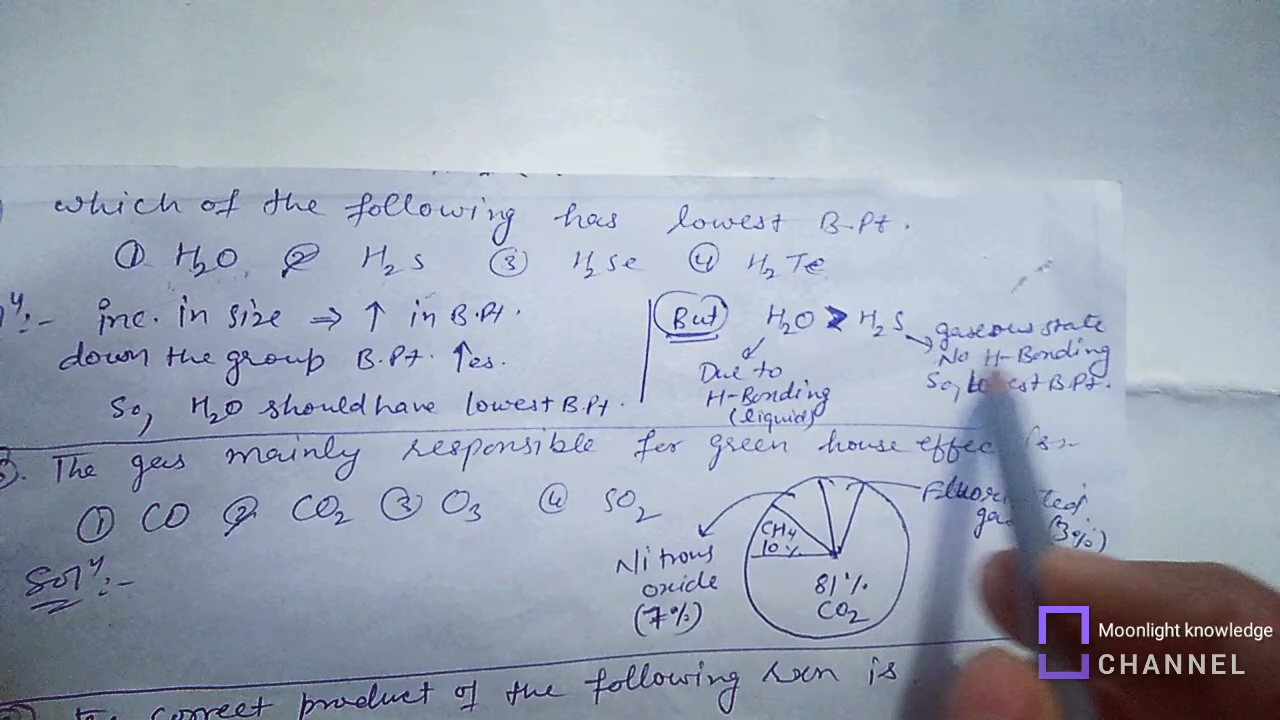 which of the following has lowest B.Pt.
① H₂O ② H₂S ③ H₂Se ④ H₂Te
inc. in size ⇒ ↑ in B.Pt.
down the group B.Pt. ↑es.
So, H₂O should have lowest B.Pt.
But H₂O > H₂S
Due to
H-Bonding
(liquid)
gaseous state
No H-Bonding
So, lowest B.Pt.
The gas mainly responsible for green house effect is:-
① CO ② CO₂ ③ O₃ ④ SO₂
Solⁿ:-
Nitrous
oxide
(7%)
CH₄
10%
81%
CO₂
(3%)
correct product of the following rxn is
Moonlight knowledge
CHANNEL